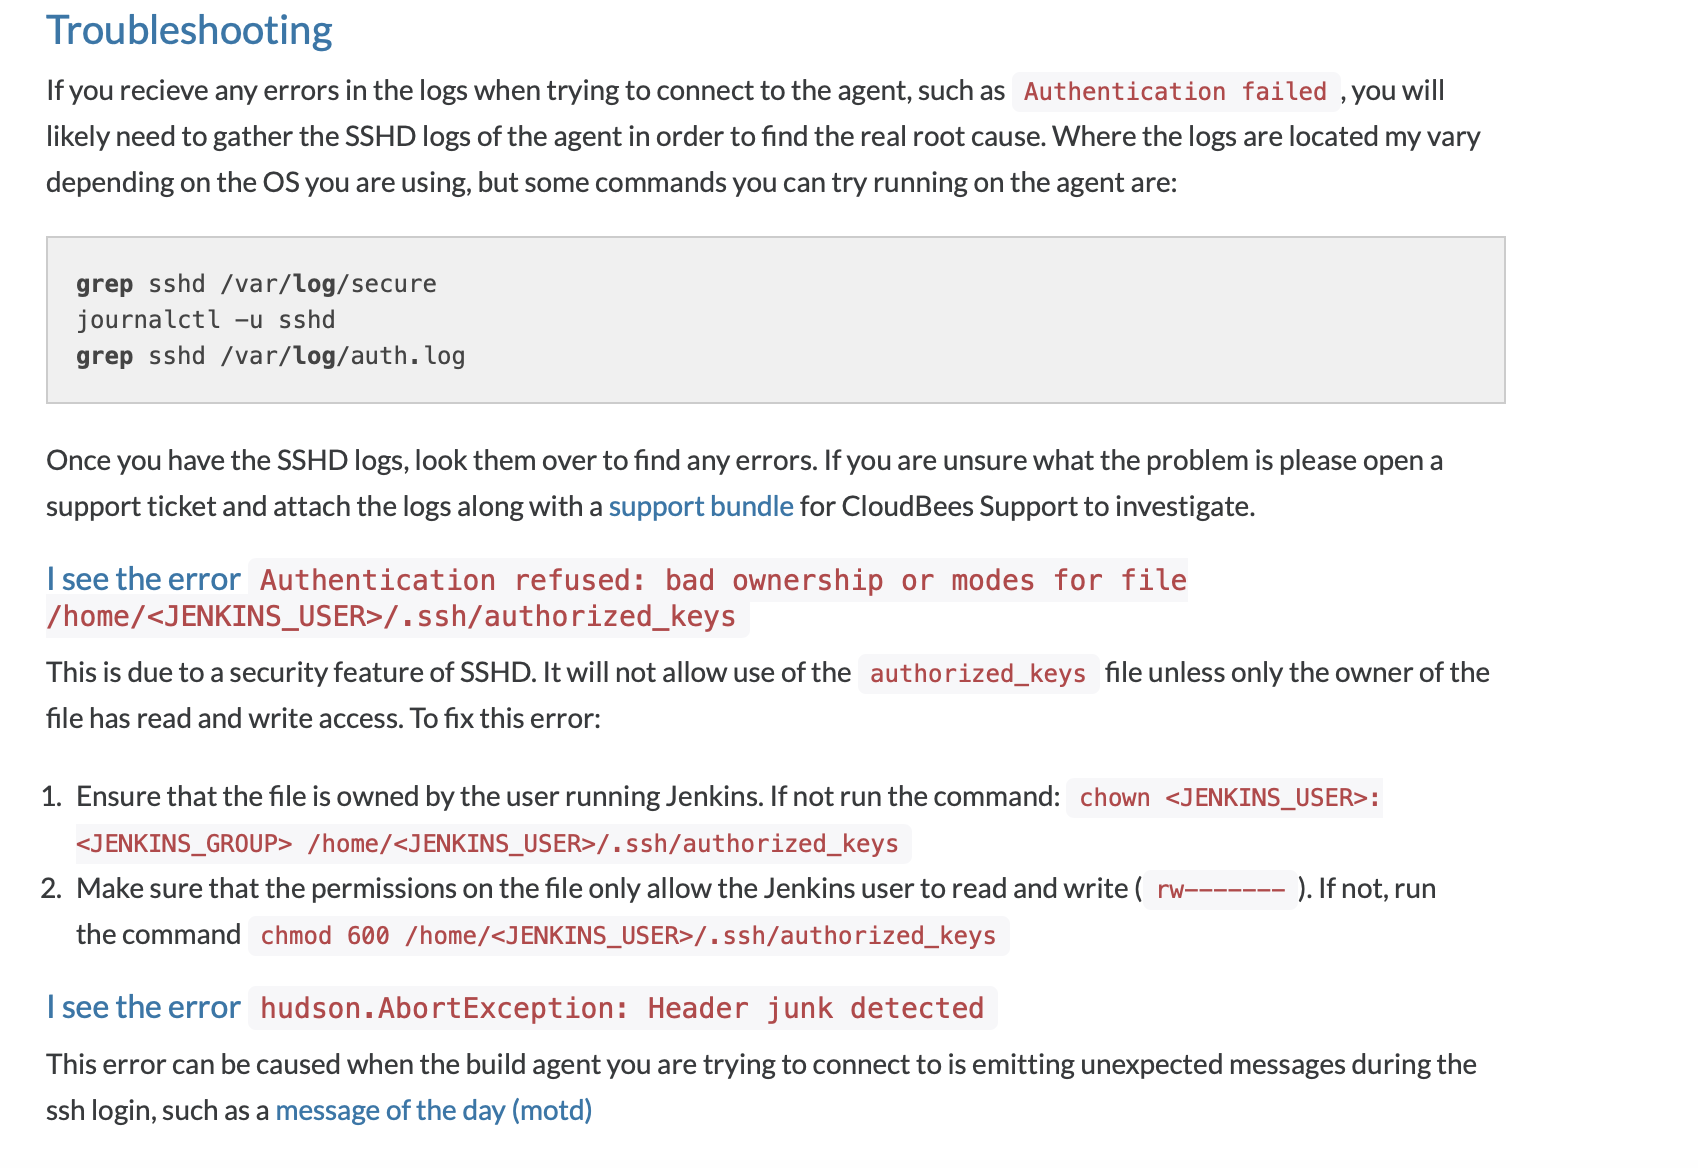 Troubleshooting
If you recieve any errors in the logs when trying to connect to the agent, such as Authentication failed , you will
likely need to gather the SSHD logs of the agent in order to find the real root cause. Where the logs are located my vary
depending on the OS you are using, but some commands you can try running on the agent are:
grep sshd /var/log/secure
journalctl -u sshd
grep sshd /var/log/auth.log
Once you have the SSHD logs, look them over to find any errors. If you are unsure what the problem is please open a
support ticket and attach the logs along with a support bundle for CloudBees Support to investigate.
I see the error Authentication refused: bad ownership or modes for file
/home/<JENKINS_USER>/.ssh/authorized_keys
This is due to a security feature of SSHD. It will not allow use of the authorized_keys file unless only the owner of the
file has read and write access. To fix this error:
1. Ensure that the file is owned by the user running Jenkins. If not run the command: chown <JENKINS_USER>:
<JENKINS_GROUP> /home/<JENKINS_USER>/.ssh/authorized_keys
2. Make sure that the permissions on the file only allow the Jenkins user to read and write ( rw------- ). If not, run
the command chmod 600 /home/<JENKINS_USER>/.ssh/authorized_keys
I see the error hudson.AbortException: Header junk detected
This error can be caused when the build agent you are trying to connect to is emitting unexpected messages during the
ssh login, such as a message of the day (motd)